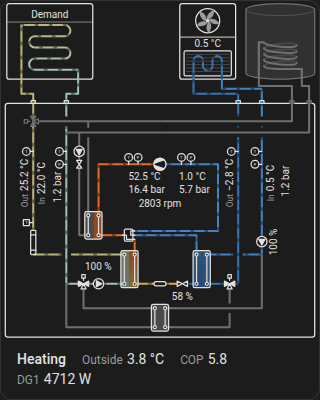 Demand
0.5 °C
Out 25.2 °C
In 22.0 °C
1.2 bar
52.5 °C 1.0 °C
16.4 bar 5.7 bar
2803 rpm
Out −2.8 °C
In 0.5 °C
1.2 bar
100 %
100 %
58 %
Heating Outside 3.8 °C COP 5.8
DG1 4712 W